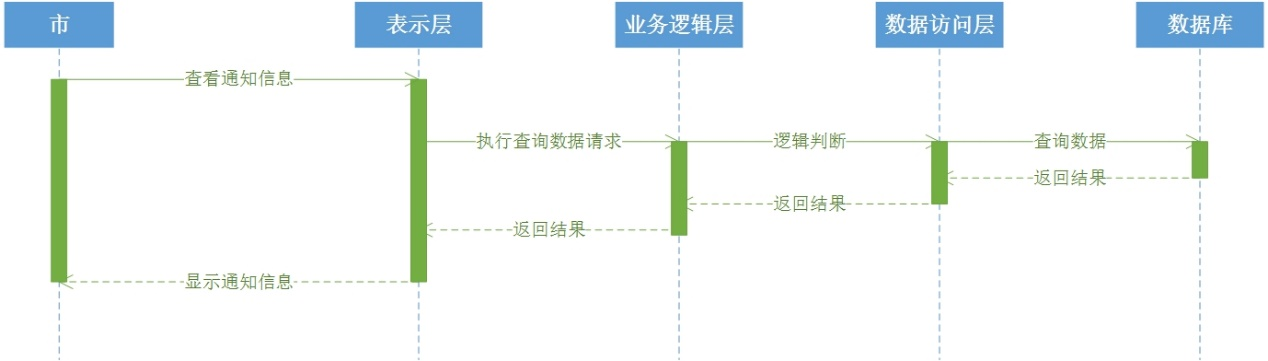 市
表示层
业务逻辑层
数据访问层
数据库
查看通知信息
执行查询数据请求
逻辑判断
查询数据
返回结果
返回结果
返回结果
显示通知信息